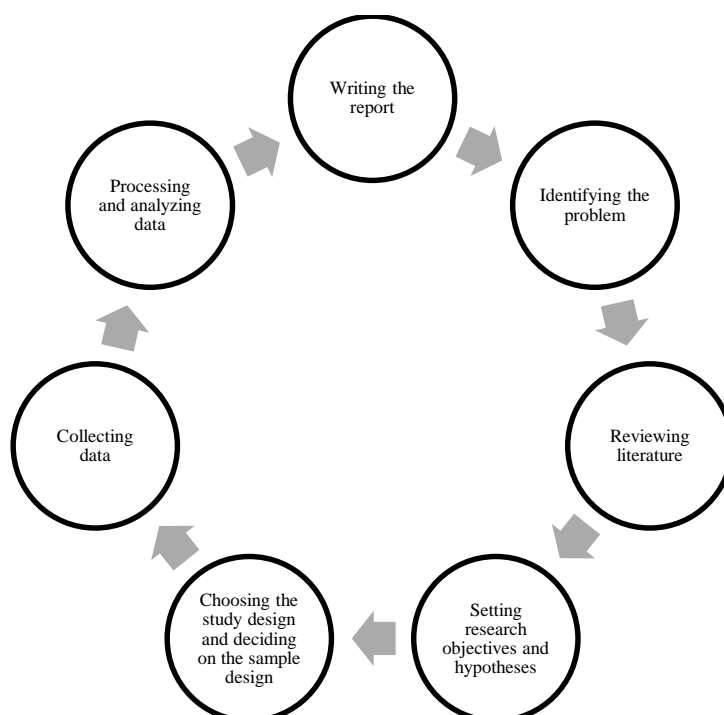 Writing the
report
Identifying the
problem
Reviewing
literature
Setting
research
objectives and
hypotheses
Choosing the
study design
and deciding
on the sample
design
Collecting
data
Processing
and analyzing
data